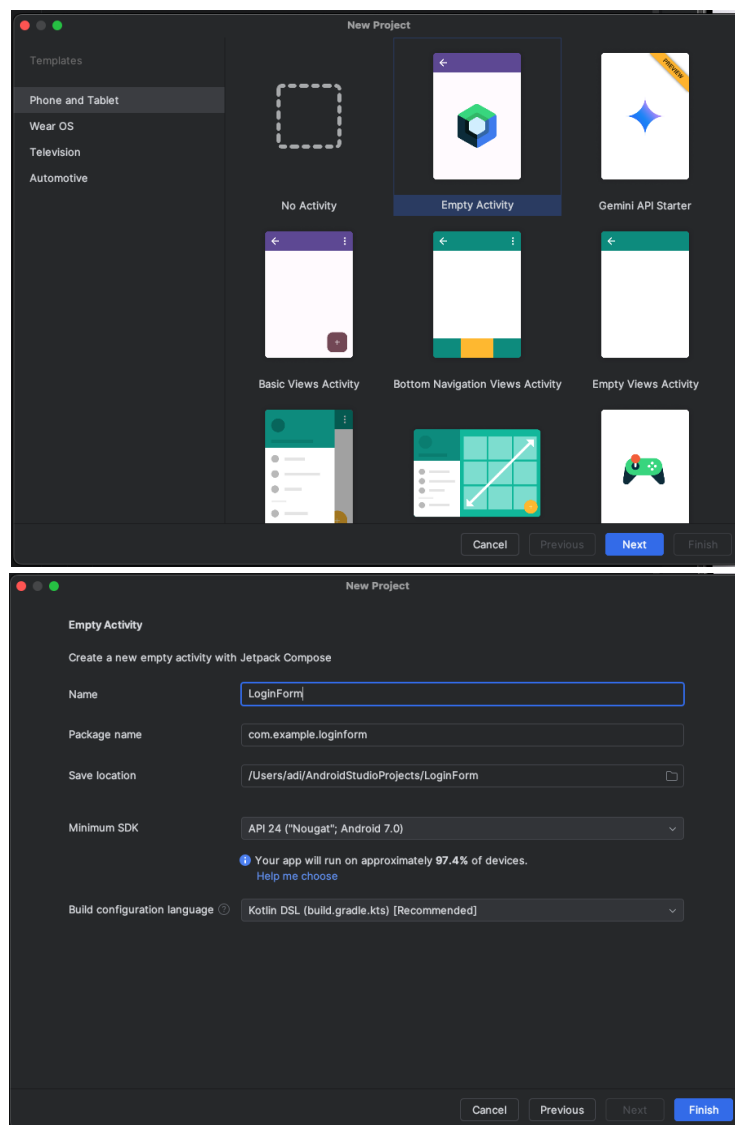 New Project
Templates
Phone and Tablet
Wear OS
Television
Automotive
PREVIEW
No Activity
Empty Activity
Gemini API Starter
Basic Views Activity
Bottom Navigation Views Activity
Empty Views Activity
Cancel
Previous
Next
Finish
New Project
Empty Activity
Create a new empty activity with Jetpack Compose
Name
LoginForm
Package name
com.example.loginform
Save location
/Users/adi/AndroidStudioProjects/LoginForm
Minimum SDK
API 24 ("Nougat"; Android 7.0)
Your app will run on approximately 97.4% of devices.
Help me choose
Build configuration language
Kotlin DSL (build.gradle.kts) [Recommended]
Cancel
Previous
Next
Finish